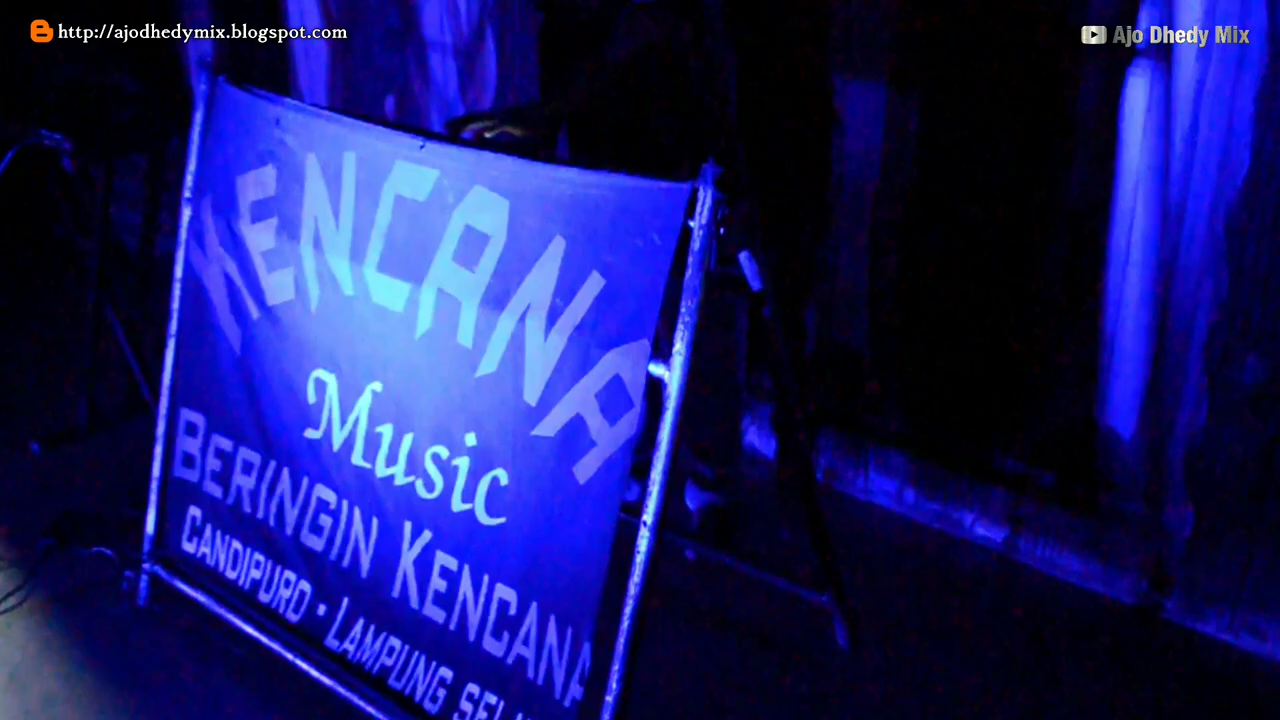 http://ajodhedymix.blogspot.com
Ajo Dhedy Mix
KENCANA
Music
BERINGIN KENCANA
CANDIPURO · LAMPUNG